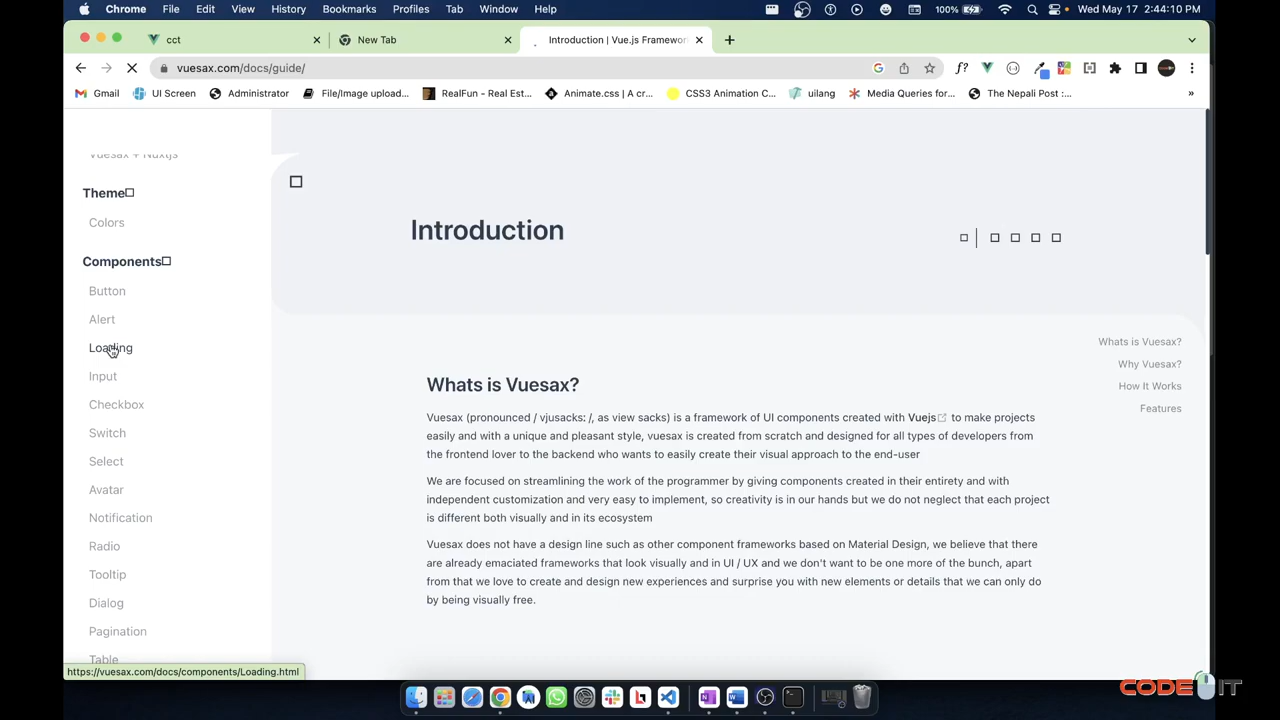 Chrome File Edit View History Bookmarks Profiles Tab Window Help 100% Wed May 17 2:44:10 PM
cct New Tab Introduction | Vue.js Framewor
vuesax.com/docs/guide/
Gmail UI Screen Administrator File/Image upload... RealFun - Real Est... Animate.css | A cr... CSS3 Animation C... uilang Media Queries for... The Nepali Post :... »
Vuesax + Nuxtjs
Theme
Colors
Components
Button
Alert
Loading
Input
Checkbox
Switch
Select
Avatar
Notification
Radio
Tooltip
Dialog
Pagination
Table
https://vuesax.com/docs/components/Loading.html
Introduction
Whats is Vuesax?
Why Vuesax?
How It Works
Features
Whats is Vuesax?
Vuesax (pronounced / vjusacks: /, as view sacks) is a framework of UI components created with Vuejs to make projects
easily and with a unique and pleasant style, vuesax is created from scratch and designed for all types of developers from
the frontend lover to the backend who wants to easily create their visual approach to the end-user
We are focused on streamlining the work of the programmer by giving components created in their entirety and with
independent customization and very easy to implement, so creativity is in our hands but we do not neglect that each project
is different both visually and in its ecosystem
Vuesax does not have a design line such as other component frameworks based on Material Design, we believe that there
are already emaciated frameworks that look visually and in UI / UX and we don't want to be one more of the bunch, apart
from that we love to create and design new experiences and surprise you with new elements or details that we can only do
by being visually free.
CODE IT